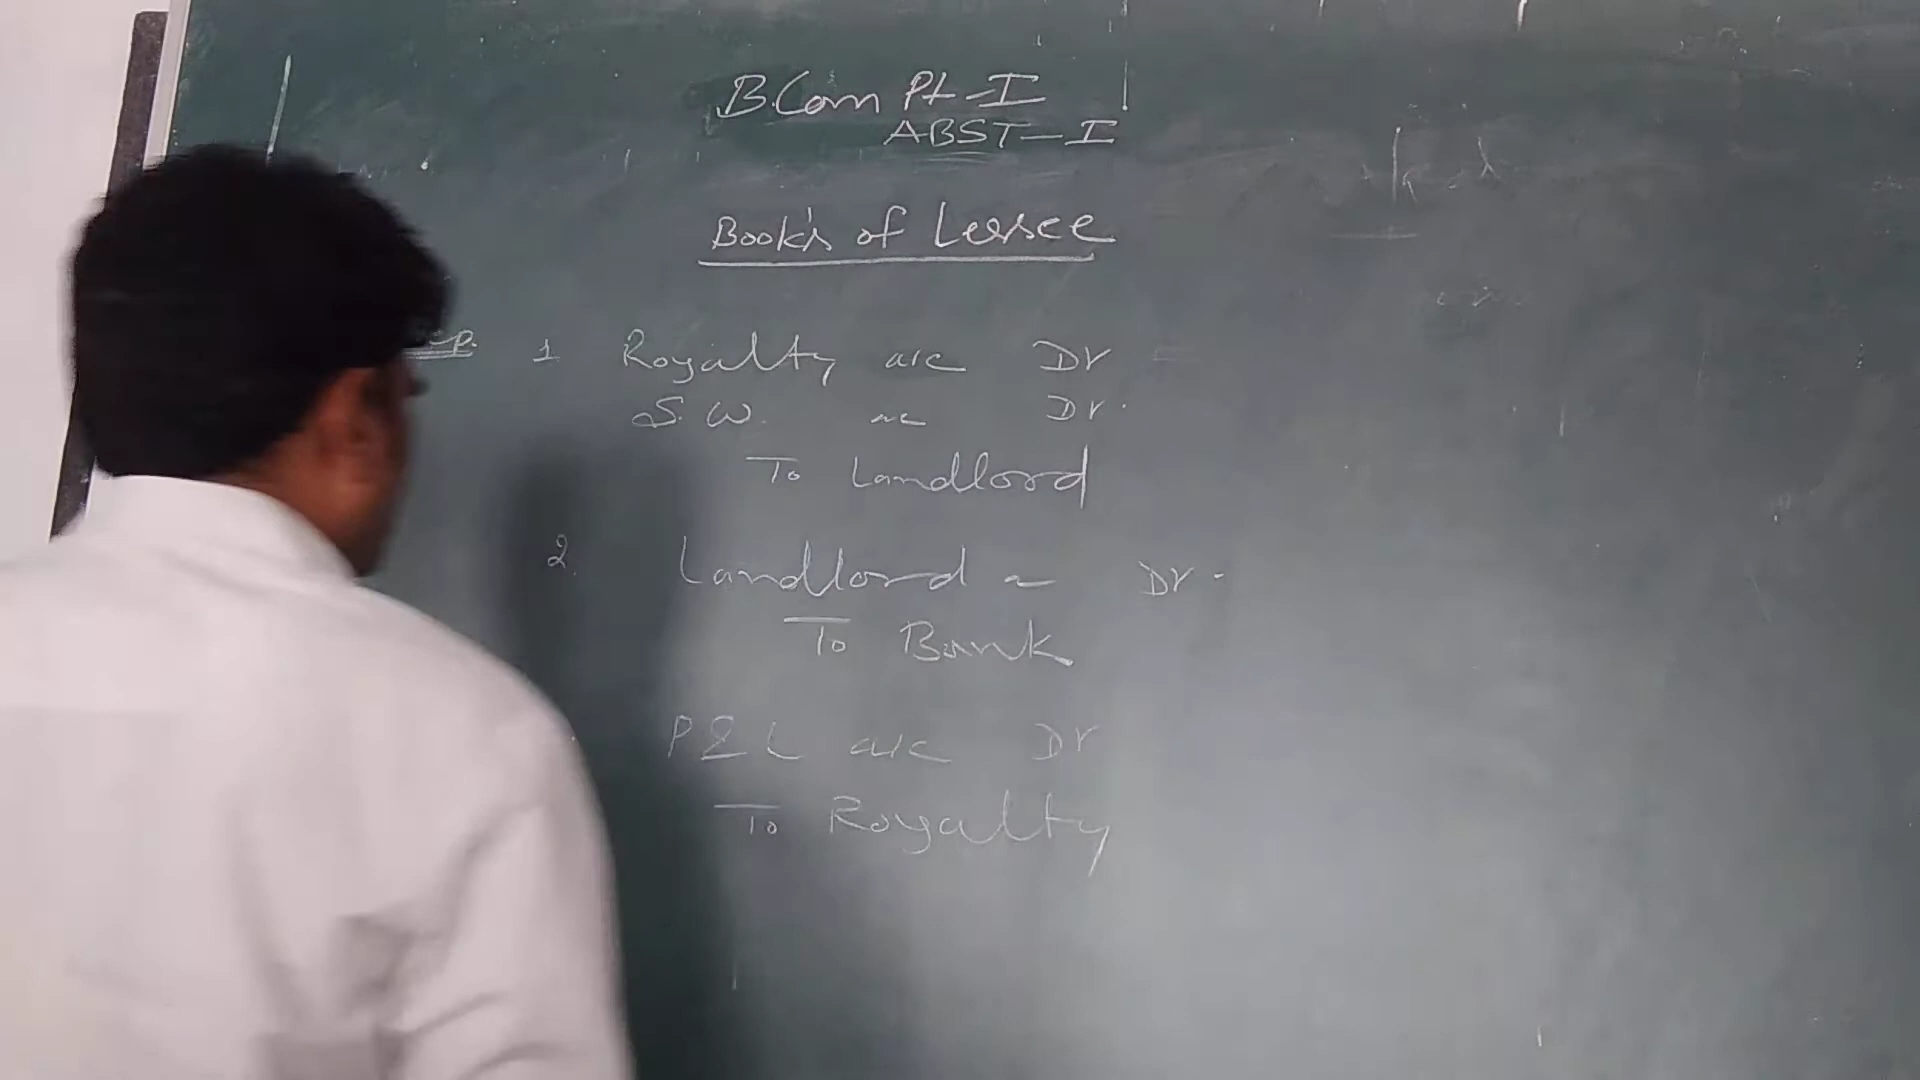 B.Com Pt-I
ABST-I
Book's of Lessee
1 Royalty a/c Dr
S.W. a/c Dr.
To Landlord
2. Landlord Dr.
To Bank
P&L a/c Dr
To Royalty